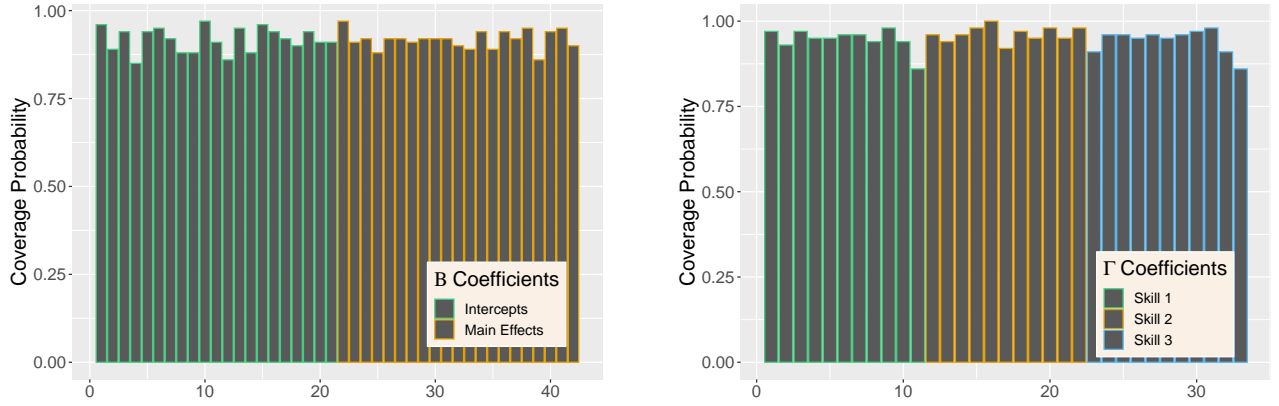 1.00
0.75
0.50
0.25
0.00
Coverage Probability
0 10 20 30 40
Β Coefficients
Intercepts
Main Effects
1.00
0.75
0.50
0.25
0.00
Coverage Probability
0 10 20 30
Γ Coefficients
Skill 1
Skill 2
Skill 3